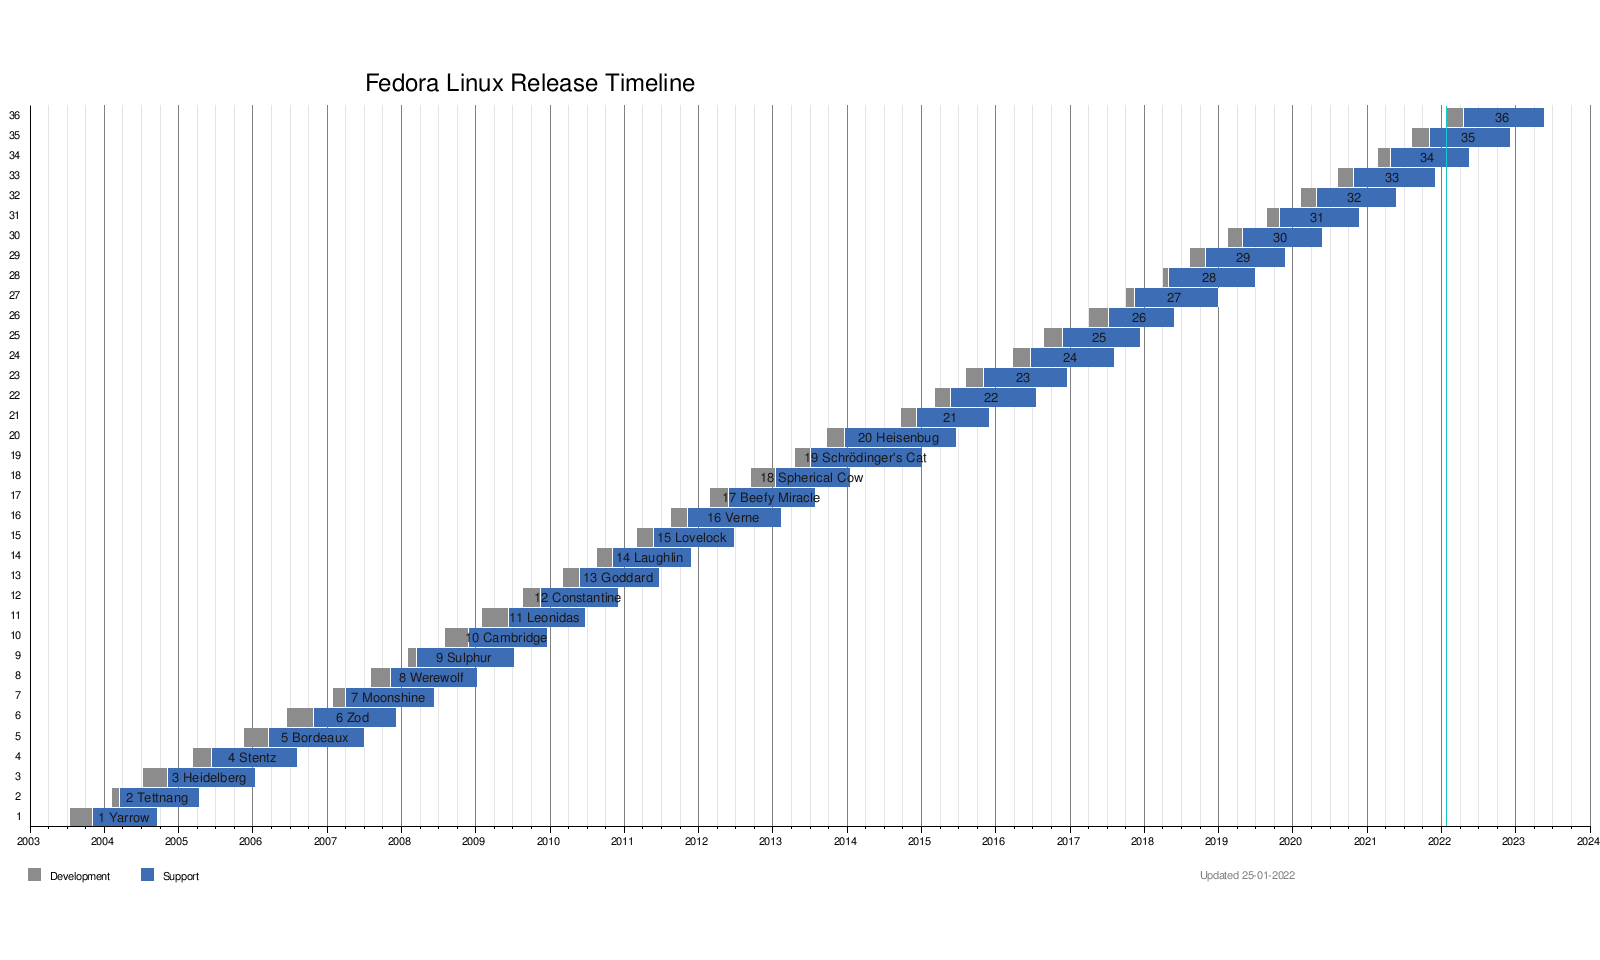 Fedora Linux Release Timeline
36 36
35 35
34 34
33 33
32 32
31 31
30 30
29 29
28 28
27 27
26 26
25 25
24 24
23 23
22 22
21 21
20 20 Heisenbug
19 19 Schrödinger's Cat
18 18 Spherical Cow
17 17 Beefy Miracle
16 16 Verne
15 15 Lovelock
14 14 Laughlin
13 13 Goddard
12 12 Constantine
11 11 Leonidas
10 10 Cambridge
9 9 Sulphur
8 8 Werewolf
7 7 Moonshine
6 6 Zod
5 5 Bordeaux
4 4 Stentz
3 3 Heidelberg
2 2 Tettnang
1 1 Yarrow
2003 2004 2005 2006 2007 2008 2009 2010 2011 2012 2013 2014 2015 2016 2017 2018 2019 2020 2021 2022 2023 2024
Development Support Updated 25-01-2022